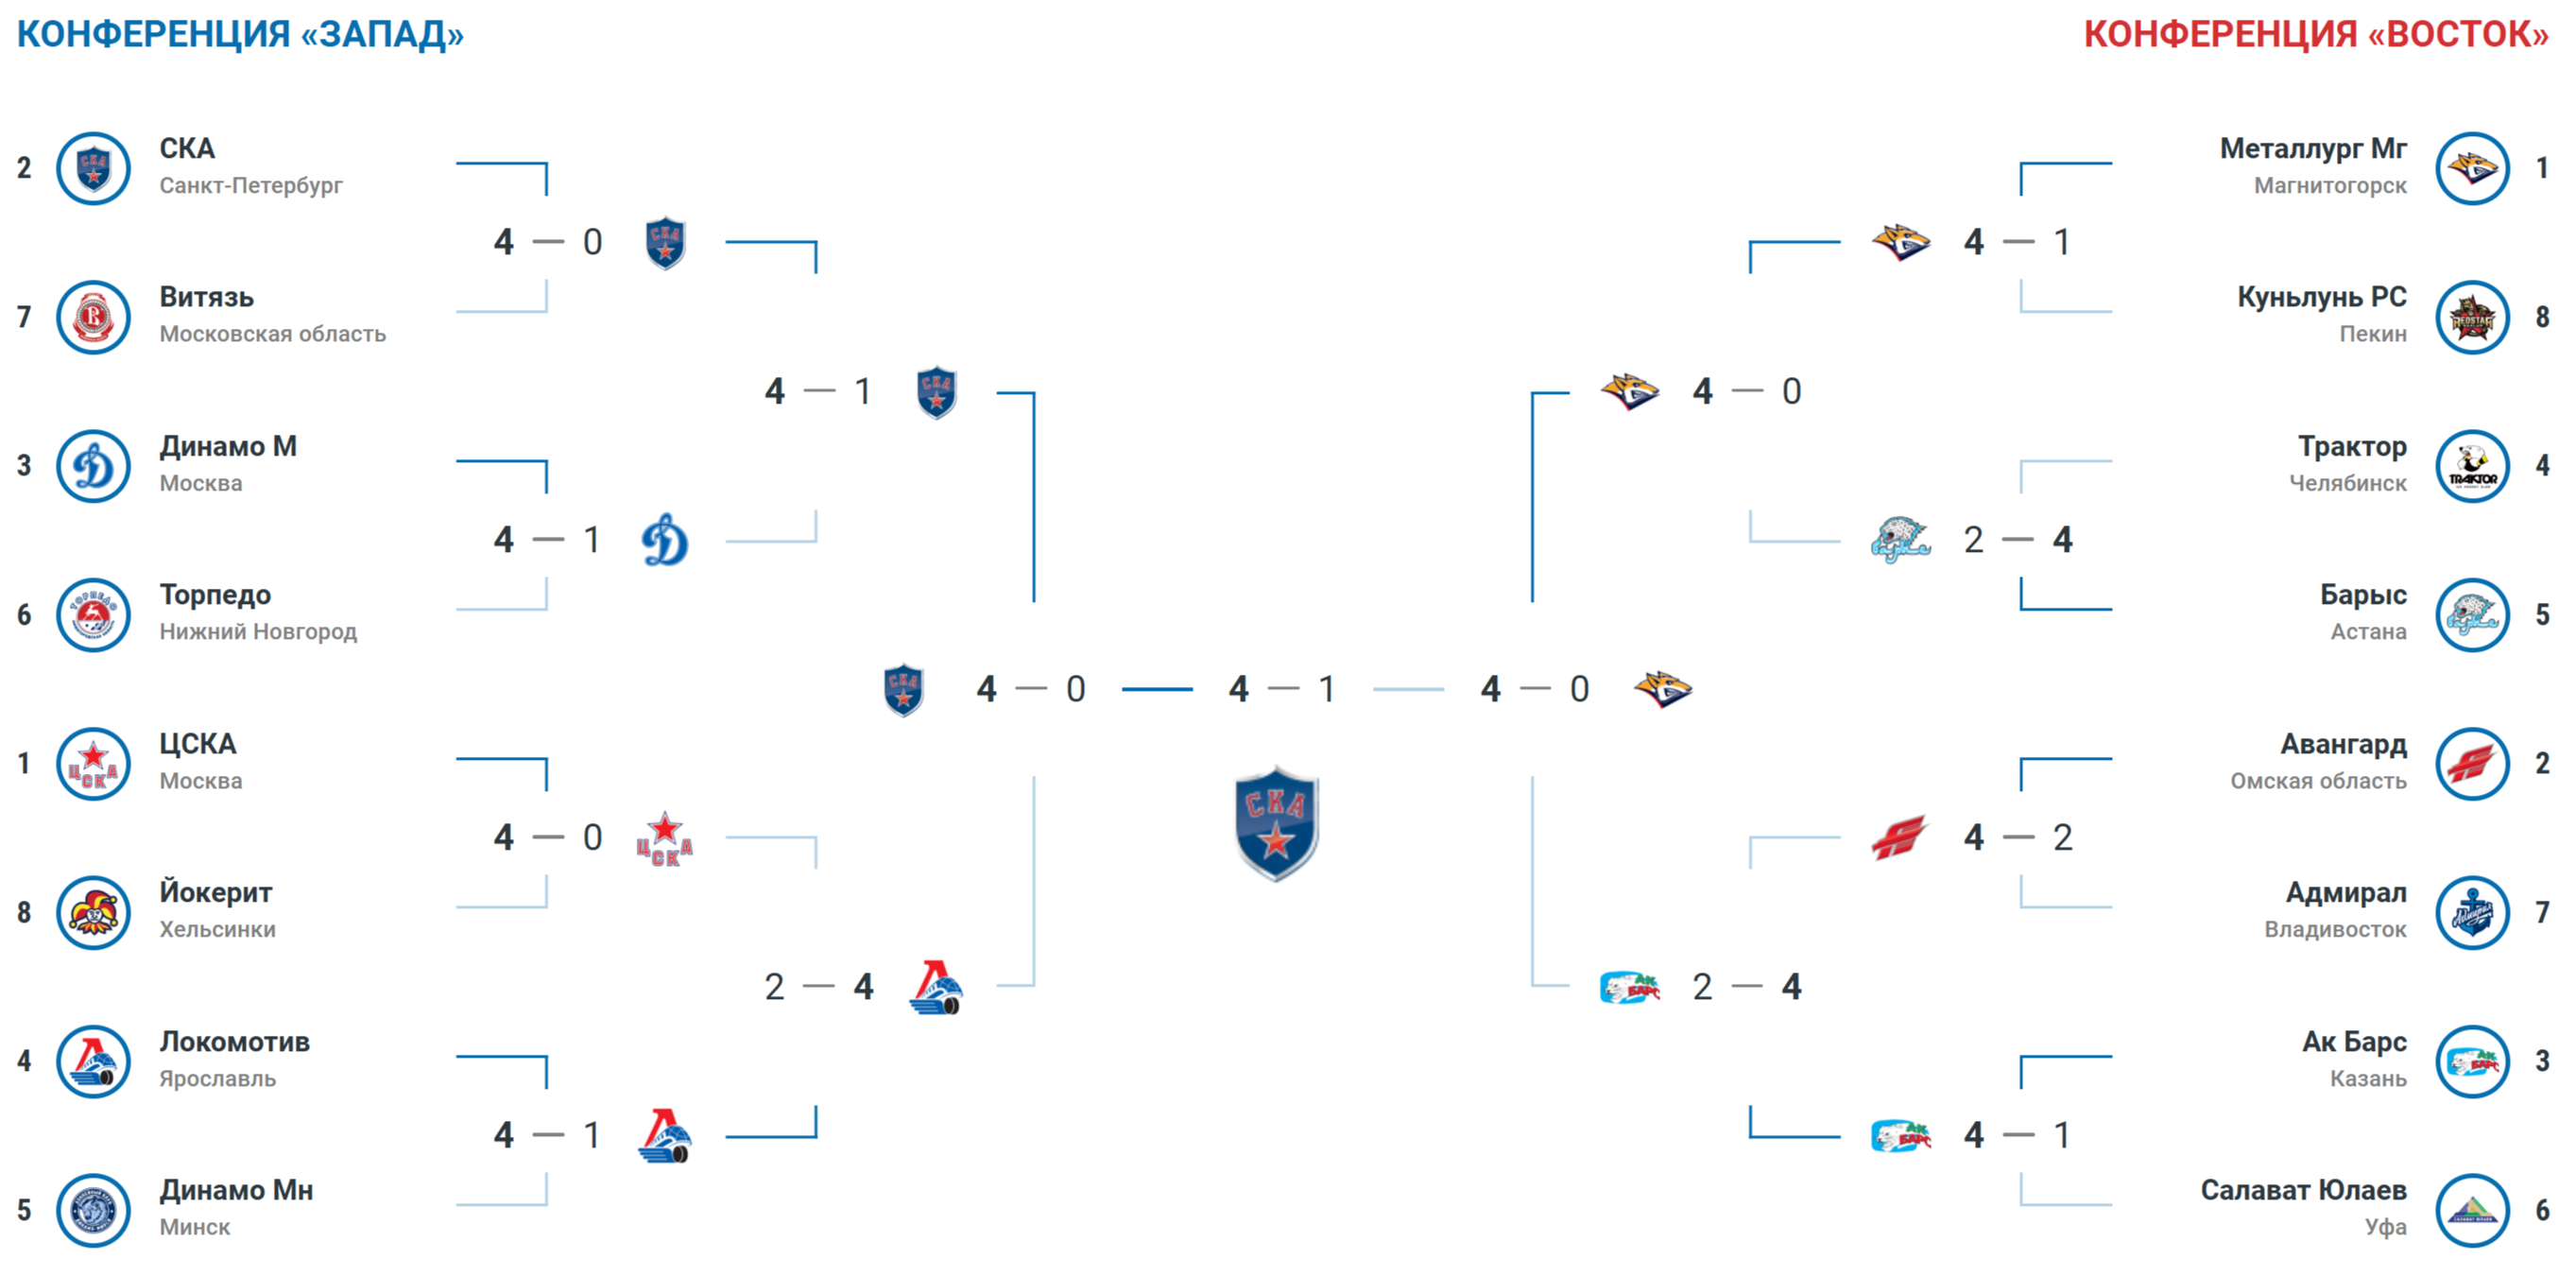 КОНФЕРЕНЦИЯ «ЗАПАД»
КОНФЕРЕНЦИЯ «ВОСТОК»
2 СКА
Санкт-Петербург
4 — 0
7 Витязь
Московская область
4 — 1
3 Динамо М
Москва
4 — 1
6 Торпедо
Нижний Новгород
1 ЦСКА
Москва
4 — 0
8 Йокерит
Хельсинки
2 — 4
4 Локомотив
Ярославль
4 — 1
5 Динамо Мн
Минск
4 — 0
4 — 1
4 — 0
СКА
Металлург Мг 1
Магнитогорск
4 — 1
Куньлунь РС 8
Пекин
4 — 0
Трактор 4
Челябинск
TRAKTOR
2 — 4
Барыс 5
Астана
Авангард 2
Омская область
4 — 2
Адмирал 7
Владивосток
2 — 4
Ак Барс 3
Казань
4 — 1
Салават Юлаев 6
Уфа